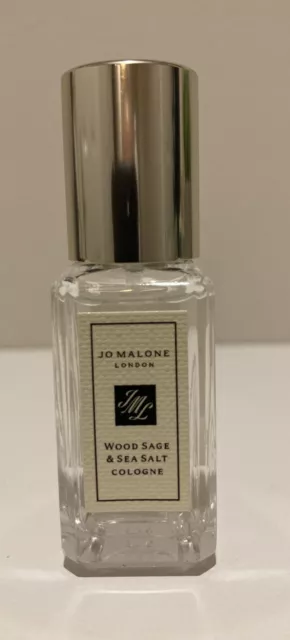 JO MALONE
LONDON
JML
WOOD SAGE
& SEA SALT
COLOGNE